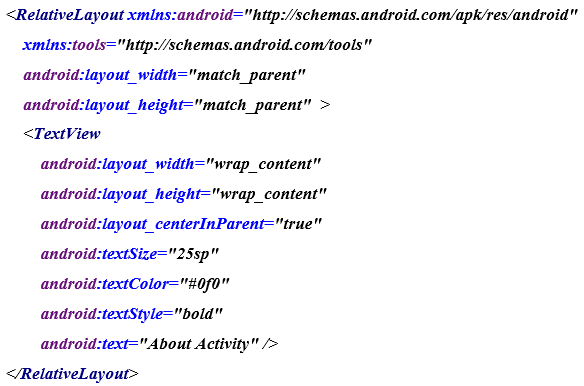 <RelativeLayout xmlns:android="http://schemas.android.com/apk/res/android"
xmlns:tools="http://schemas.android.com/tools"
android:layout_width="match_parent"
android:layout_height="match_parent" >
<TextView
android:layout_width="wrap_content"
android:layout_height="wrap_content"
android:layout_centerInParent="true"
android:textSize="25sp"
android:textColor="#0f0"
android:textStyle="bold"
android:text="About Activity" />
</RelativeLayout>